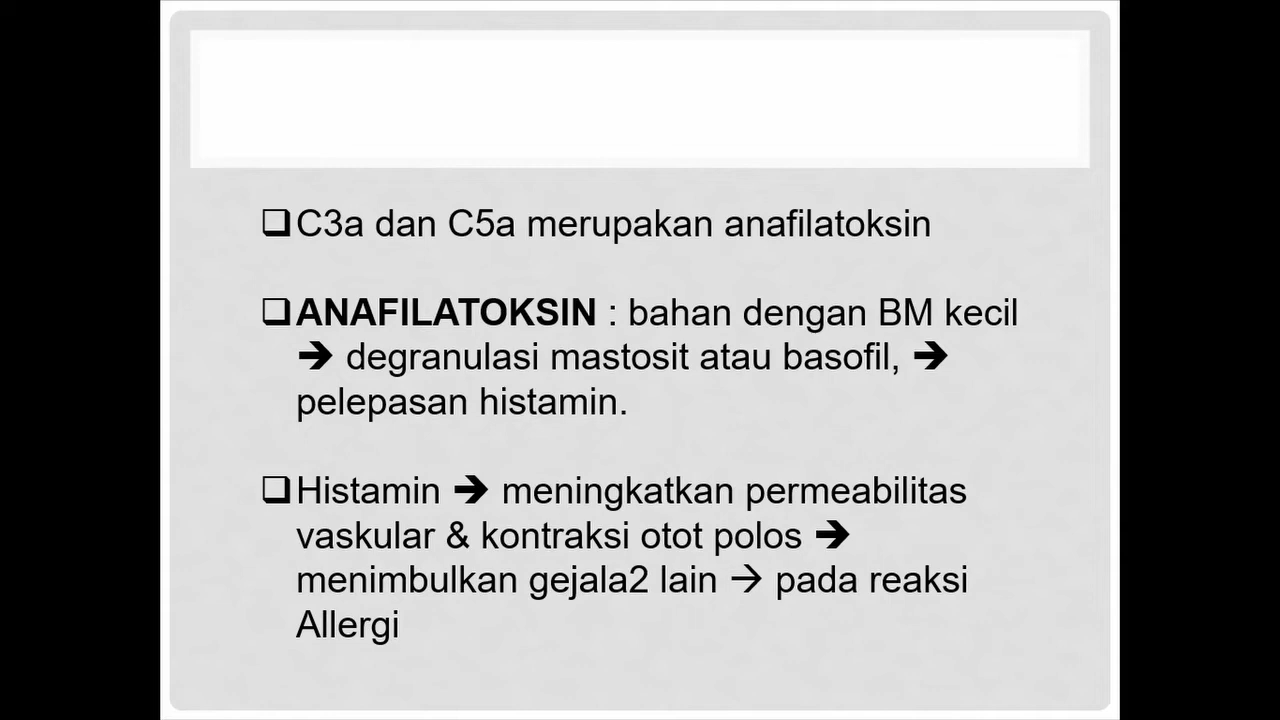 ❑C3a dan C5a merupakan anafilatoksin
❑ANAFILATOKSIN : bahan dengan BM kecil
➔ degranulasi mastosit atau basofil, ➔
pelepasan histamin.
❑Histamin ➔ meningkatkan permeabilitas
vaskular & kontraksi otot polos ➔
menimbulkan gejala2 lain → pada reaksi
Allergi